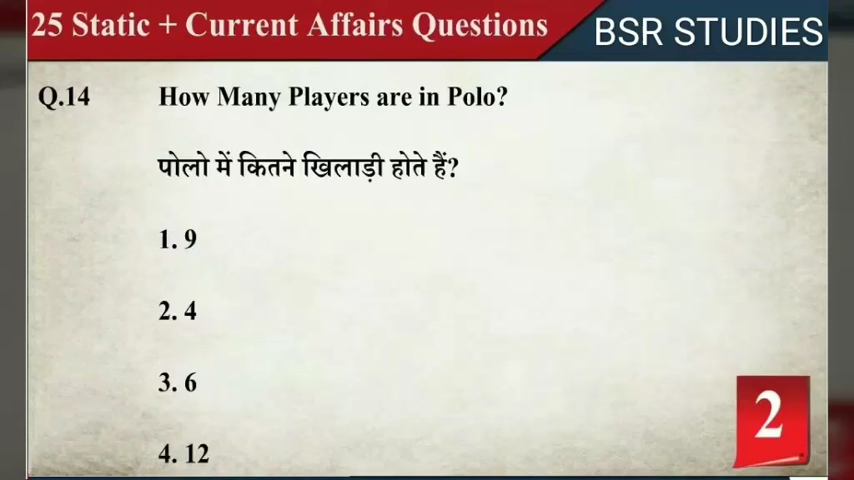 25 Static + Current Affairs Questions
BSR STUDIES
Q.14 How Many Players are in Polo?
पोलो में कितने खिलाड़ी होते हैं?
1. 9
2. 4
3. 6
4. 12
2